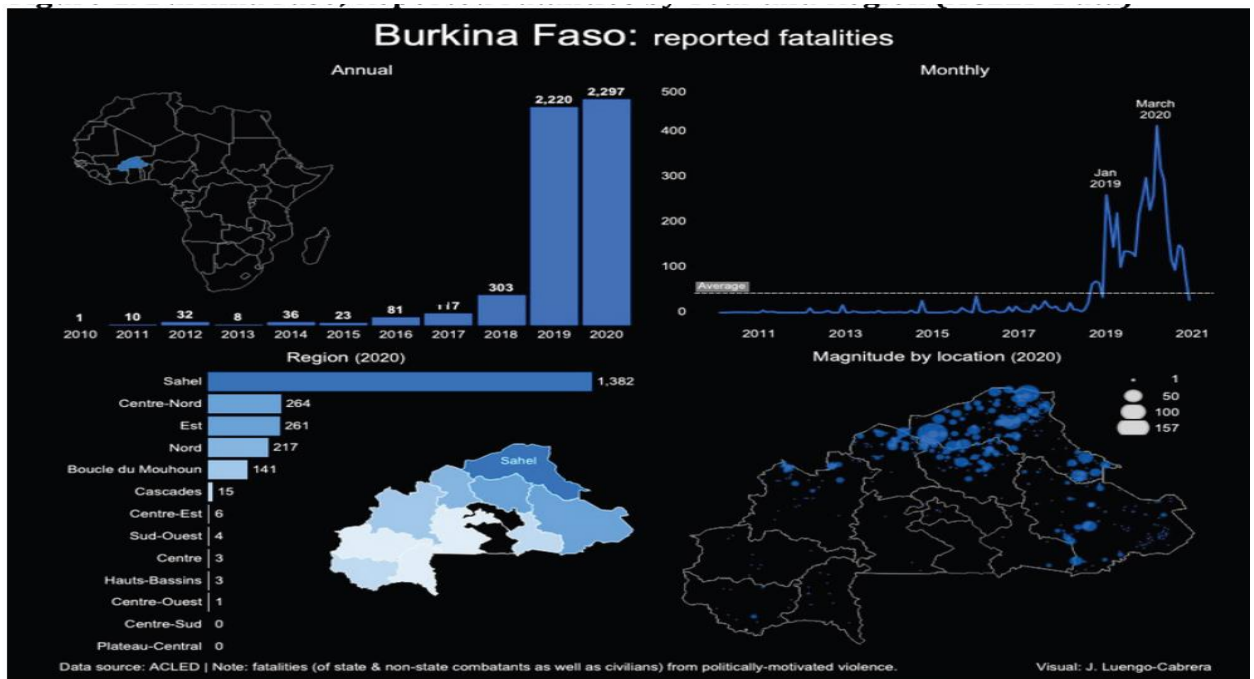 Burkina Faso: reported fatalities
Annual
2,220
2,297
303
81
1
10
32
8
36
23
2010 2011 2012 2013 2014 2015 2016 2017 2018 2019 2020
Monthly
500
400
300
200
100
0
March
2020
Jan
2019
Average
2011 2013 2015 2017 2019 2021
Region (2020)
Sahel 1,382
Centre-Nord 264
Est 261
Nord 217
Boucle du Mouhoun 141
Cascades 15
Centre-Est 6
Sud-Ouest 4
Centre 3
Hauts-Bassins 3
Centre-Ouest 1
Centre-Sud 0
Plateau-Central 0
Sahel
Magnitude by location (2020)
1
50
100
157
Data source: ACLED | Note: fatalities (of state & non-state combatants as well as civilians) from politically-motivated violence.
Visual: J. Luengo-Cabrera